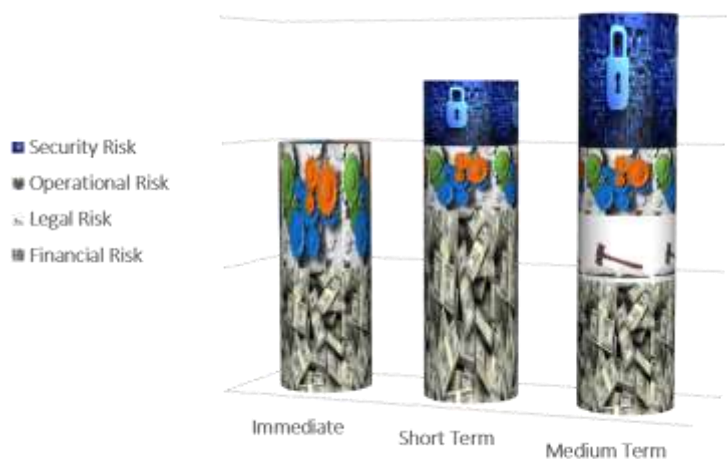 Security Risk
Operational Risk
Legal Risk
Financial Risk
Immediate
Short Term
Medium Term